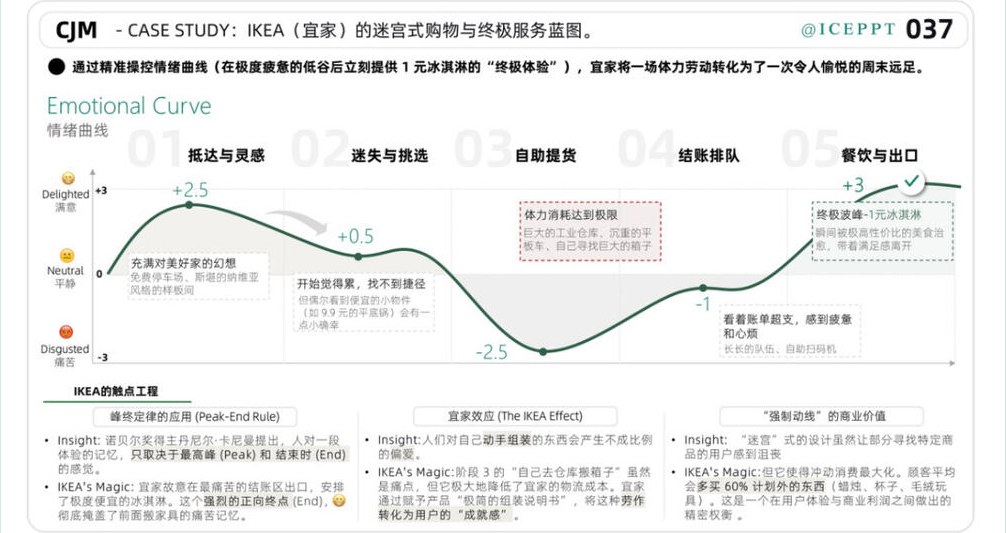 CJM - CASE STUDY：IKEA（宜家）的迷宫式购物与终极服务蓝图。
@ICEPPT 037
通过精准操控情绪曲线（在极度疲惫的低谷后立刻提供 1 元冰淇淋的“终极体验”），宜家将一场体力劳动转化为了一次令人愉悦的周末远足。
Emotional Curve
情绪曲线
01 抵达与灵感
02 迷失与挑选
03 自助提货
04 结账排队
05 餐饮与出口
Delighted
满意
+3
Neutral
平静
0
Disgusted
痛苦
-3
+2.5
充满对美好家的幻想
免费停车场、斯堪的纳维亚
风格的样板间
+0.5
开始觉得累，找不到捷径
但偶尔看到便宜的小物件
（如 9.9 元的平底锅）会有一
点小确幸
-2.5
体力消耗达到极限
巨大的工业仓库、沉重的平
板车、自己寻找巨大的箱子
-1
看着账单超支，感到疲惫
和心烦
长长的队伍、自助扫码机
+3
终极波峰-1元冰淇淋
瞬间被极高性价比的美食治
愈，带着满足感离开
IKEA的触点工程
峰终定律的应用 (Peak-End Rule)
• Insight: 诺贝尔奖得主丹尼尔·卡尼曼提出，人对一段
体验的记忆，只取决于最高峰 (Peak) 和 结束时 (End)
的感觉。
• IKEA's Magic: 宜家故意在最痛苦的结账区出口，安排
了极度便宜的冰淇淋。这个强烈的正向终点 (End)，
彻底掩盖了前面搬家具的痛苦记忆。
宜家效应 (The IKEA Effect)
• Insight:人们对自己动手组装的东西会产生不成比例
的偏爱。
• IKEA's Magic:阶段 3 的“自己去仓库搬箱子”虽然
是痛点，但它极大地降低了宜家的物流成本。宜家
通过赋予产品“极简的组装说明书”，将这种劳作
转化为用户的“成就感”。
“强制动线”的商业价值
• Insight: “迷宫”式的设计虽然让部分寻找特定商
品的用户感到沮丧
• IKEA's Magic:但它使得冲动消费最大化。顾客平均
会多买 60% 计划外的东西（蜡烛、杯子、毛绒玩
具）。这是一个在用户体验与商业利润之间做出的
精密权衡 。